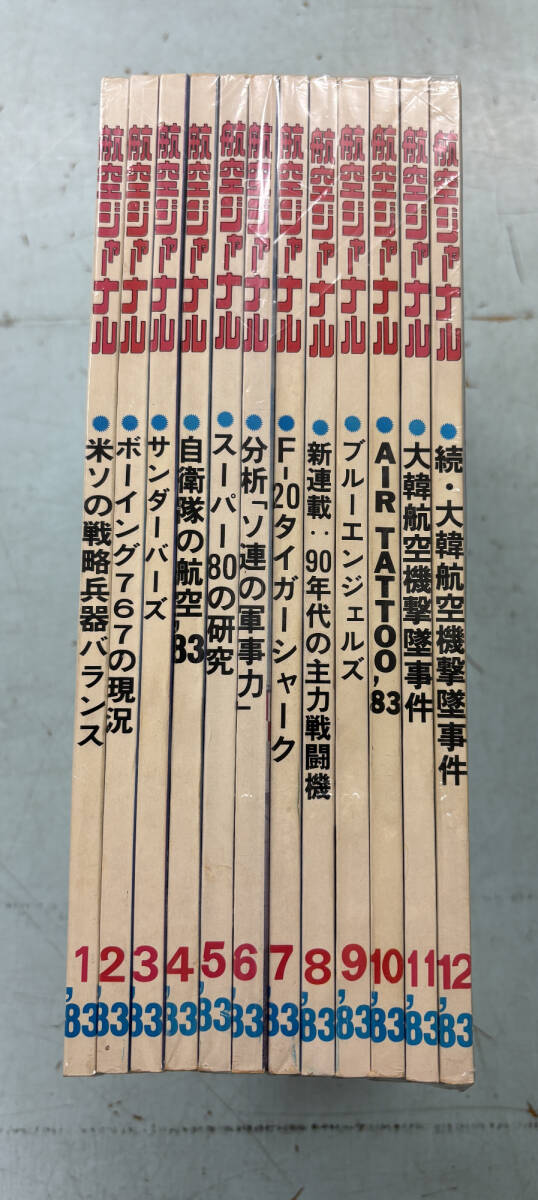 航空ジャーナル
米ソの戦略兵器バランス
1
'83
航空ジャーナル
ボーイング767の現況
2
'83
航空ジャーナル
サンダーバーズ
3
'83
航空ジャーナル
自衛隊の航空'83
4
'83
航空ジャーナル
スーパー80の研究
5
'83
航空ジャーナル
分析「ソ連の軍事力」
6
'83
航空ジャーナル
F-20タイガーシャーク
7
'83
航空ジャーナル
新連載:90年代の主力戦闘機
8
'83
航空ジャーナル
ブルーエンジェルズ
9
'83
航空ジャーナル
AIR TATTOO'83
10
'83
航空ジャーナル
大韓航空機撃墜事件
11
'83
航空ジャーナル
続・大韓航空機撃墜事件
12
'83